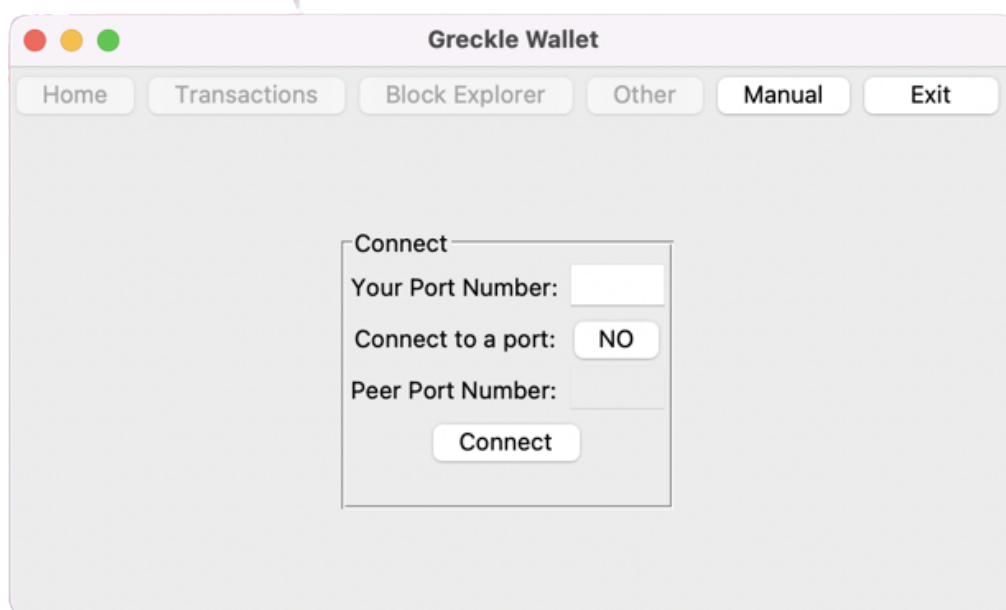 Greckle Wallet
Home Transactions Block Explorer Other Manual Exit
Connect
Your Port Number:
Connect to a port: NO
Peer Port Number:
Connect